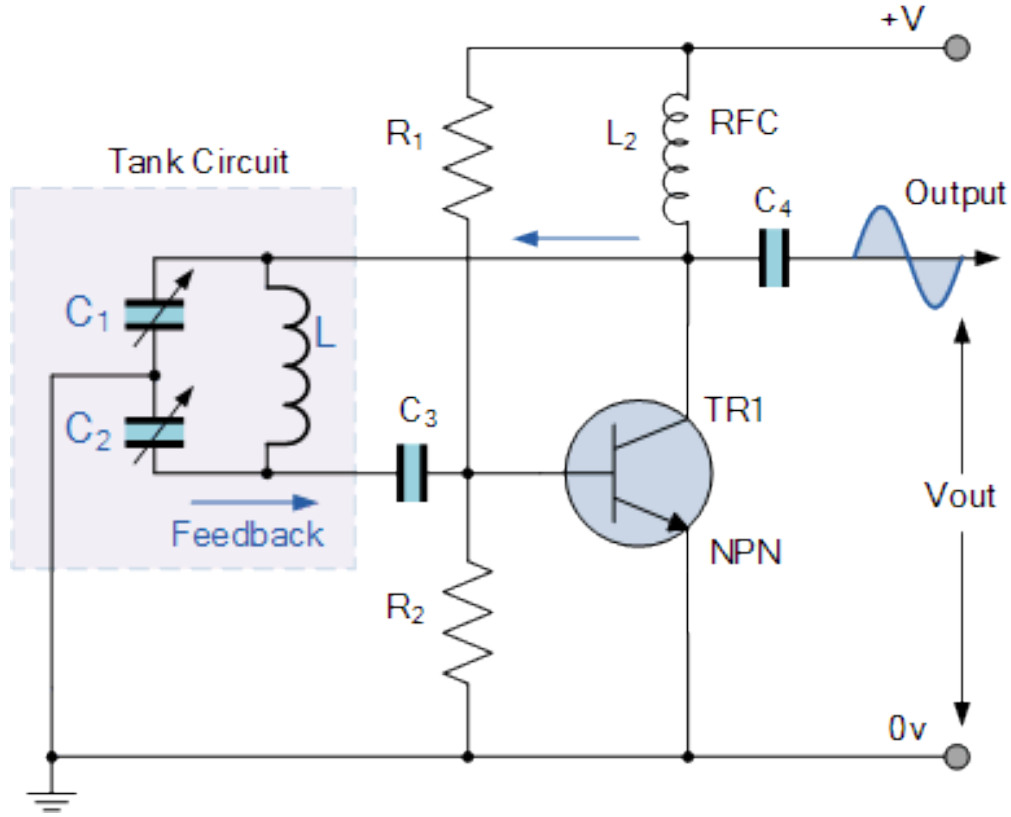 +V
R1
L2
RFC
Tank Circuit
C4
Output
C1
L
C3
TR1
C2
Vout
Feedback
NPN
R2
0v